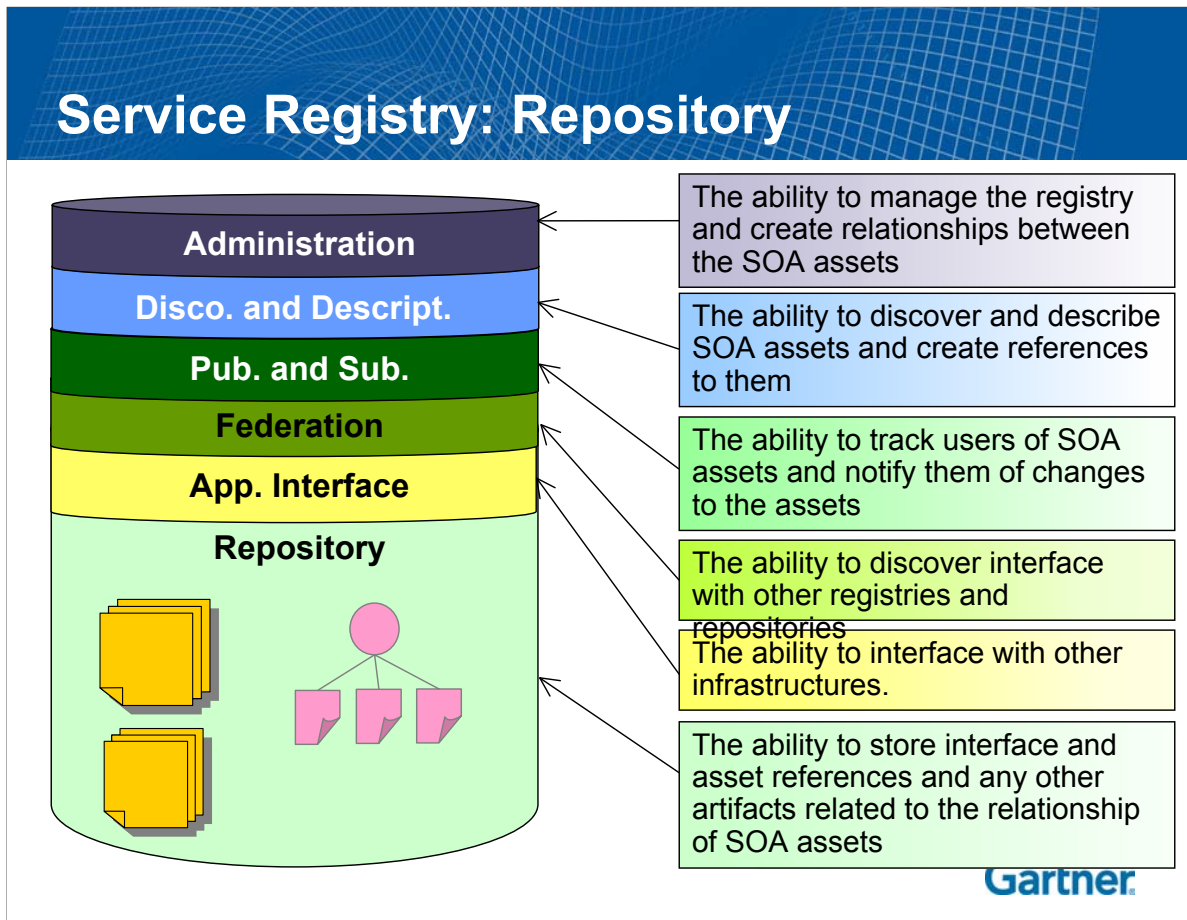 Service Registry: Repository
Administration
Disco. and Descript.
Pub. and Sub.
Federation
App. Interface
Repository
The ability to manage the registry
and create relationships between
the SOA assets
The ability to discover and describe
SOA assets and create references
to them
The ability to track users of SOA
assets and notify them of changes
to the assets
The ability to discover interface
with other registries and
repositories
The ability to interface with other
infrastructures.
The ability to store interface and
asset references and any other
artifacts related to the relationship
of SOA assets
Gartner